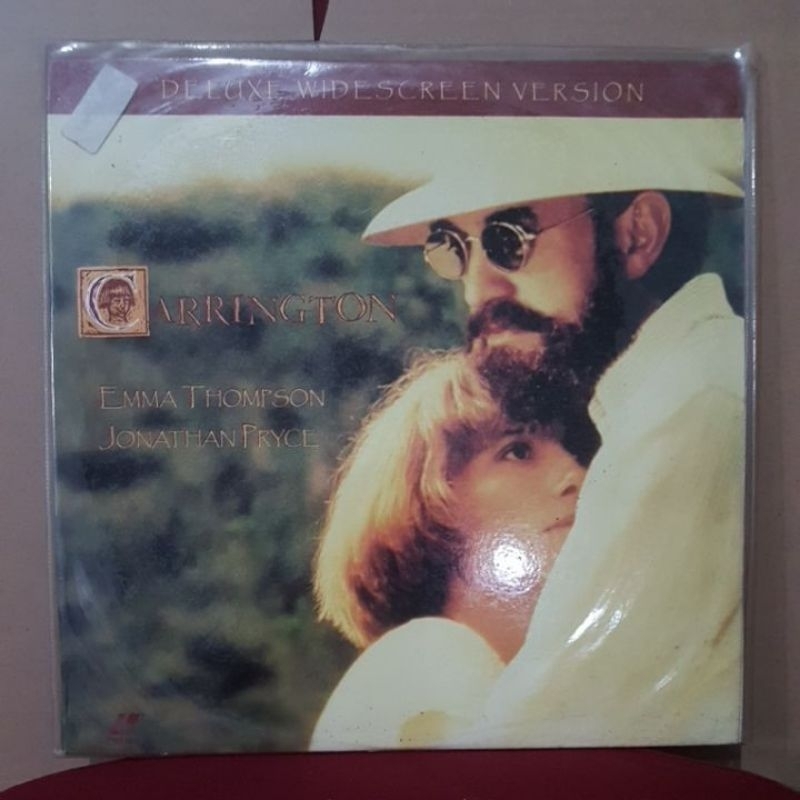 DELUXE WIDESCREEN VERSION
CARRINGTON
EMMA THOMPSON
JONATHAN PRYCE